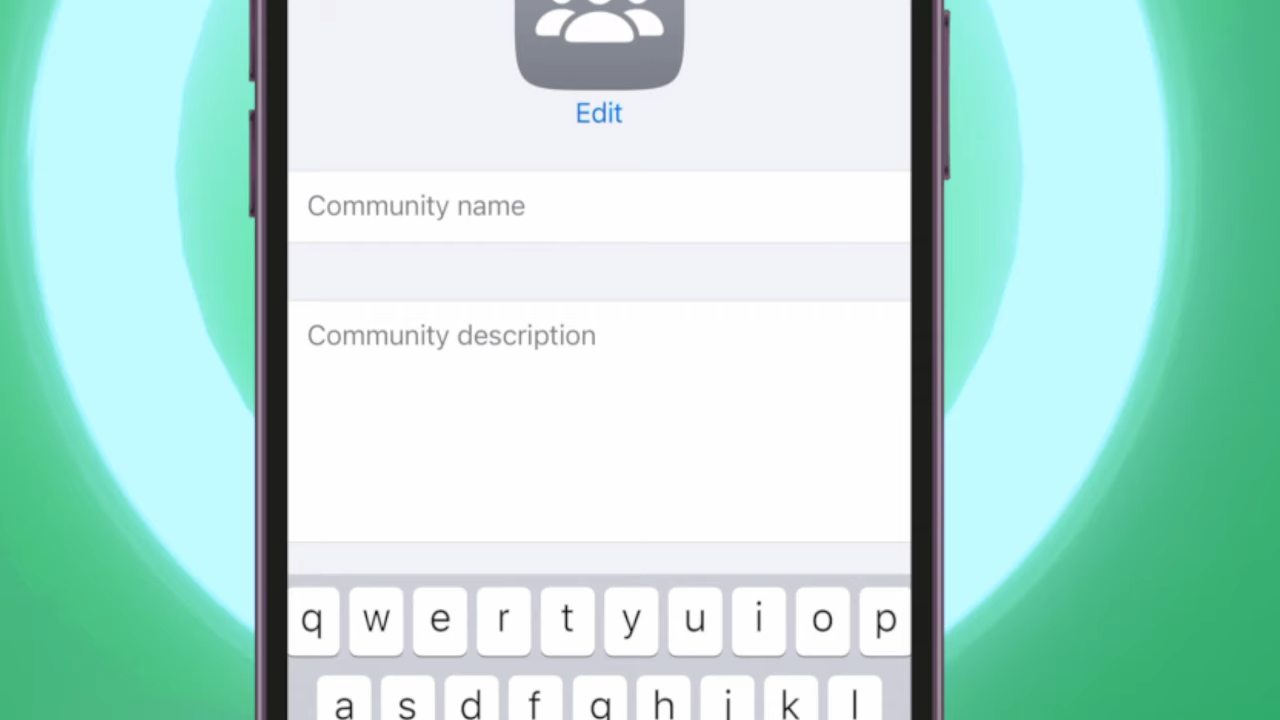 Edit
Community name
Community description
q w e r t y u i o p
a s d f g h j k l